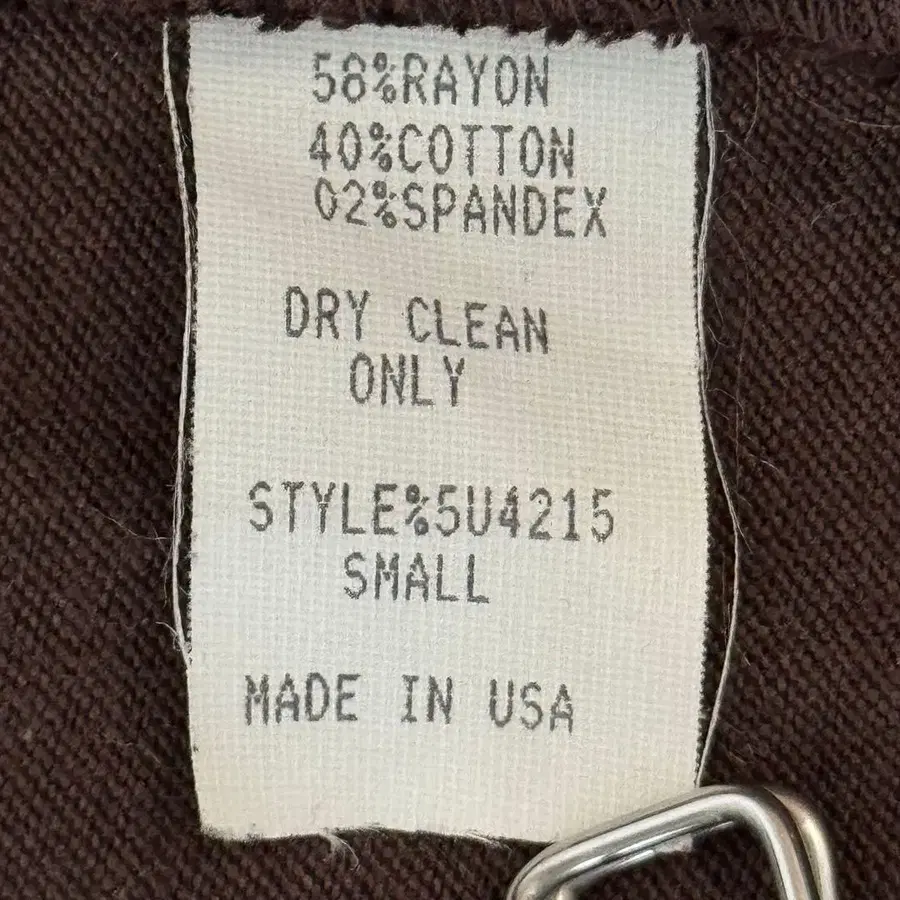 58%RAYON
40%COTTON
02%SPANDEX
DRY CLEAN
ONLY
STYLE%5U4215
SMALL
MADE IN USA